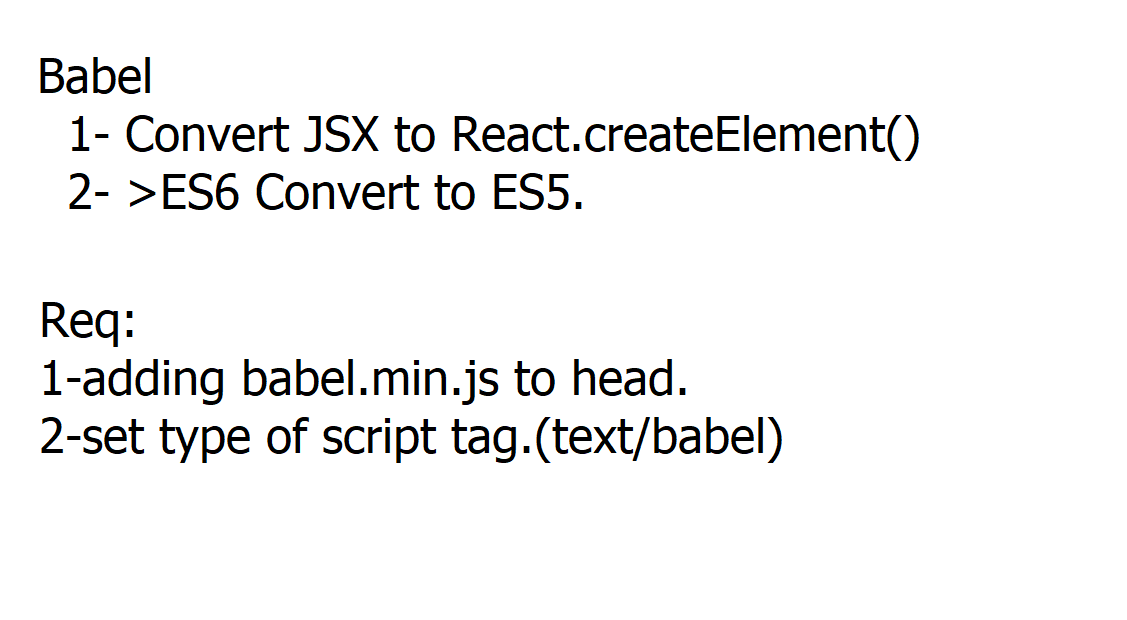 Babel
1- Convert JSX to React.createElement()
2- >ES6 Convert to ES5.
Req:
1-adding babel.min.js to head.
2-set type of script tag.(text/babel)